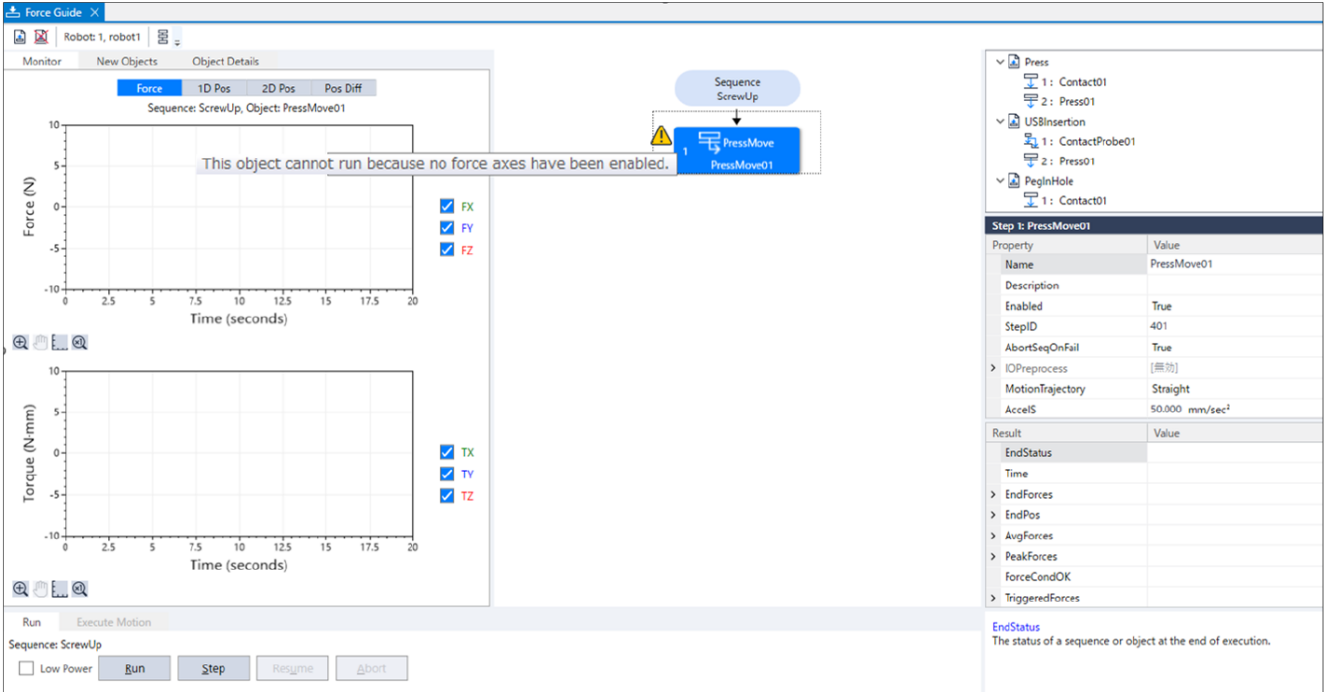 Force Guide
Robot: 1, robot1
Monitor New Objects Object Details
Force 1D Pos 2D Pos Pos Diff
Sequence: ScrewUp, Object: PressMove01
10
5
0
-5
-10
Force (N)
0 2.5 5 7.5 10 12.5 15 17.5 20
Time (seconds)
FX
FY
FZ
10
5
0
-5
-10
Torque (N·mm)
0 2.5 5 7.5 10 12.5 15 17.5 20
Time (seconds)
TX
TY
TZ
Sequence
ScrewUp
1 PressMove
PressMove01
This object cannot run because no force axes have been enabled.
Press
1 : Contact01
2 : Press01
USBInsertion
1 : ContactProbe01
2 : Press01
PegInHole
1 : Contact01
Step 1: PressMove01
Property Value
Name PressMove01
Description
Enabled True
StepID 401
AbortSeqOnFail True
IOPreprocess [無効]
MotionTrajectory Straight
AccelS 50.000 mm/sec²
Result Value
EndStatus
Time
EndForces
EndPos
AvgForces
PeakForces
ForceCondOK
TriggeredForces
EndStatus
The status of a sequence or object at the end of execution.
Run Execute Motion
Sequence: ScrewUp
Low Power Run Step Resume Abort